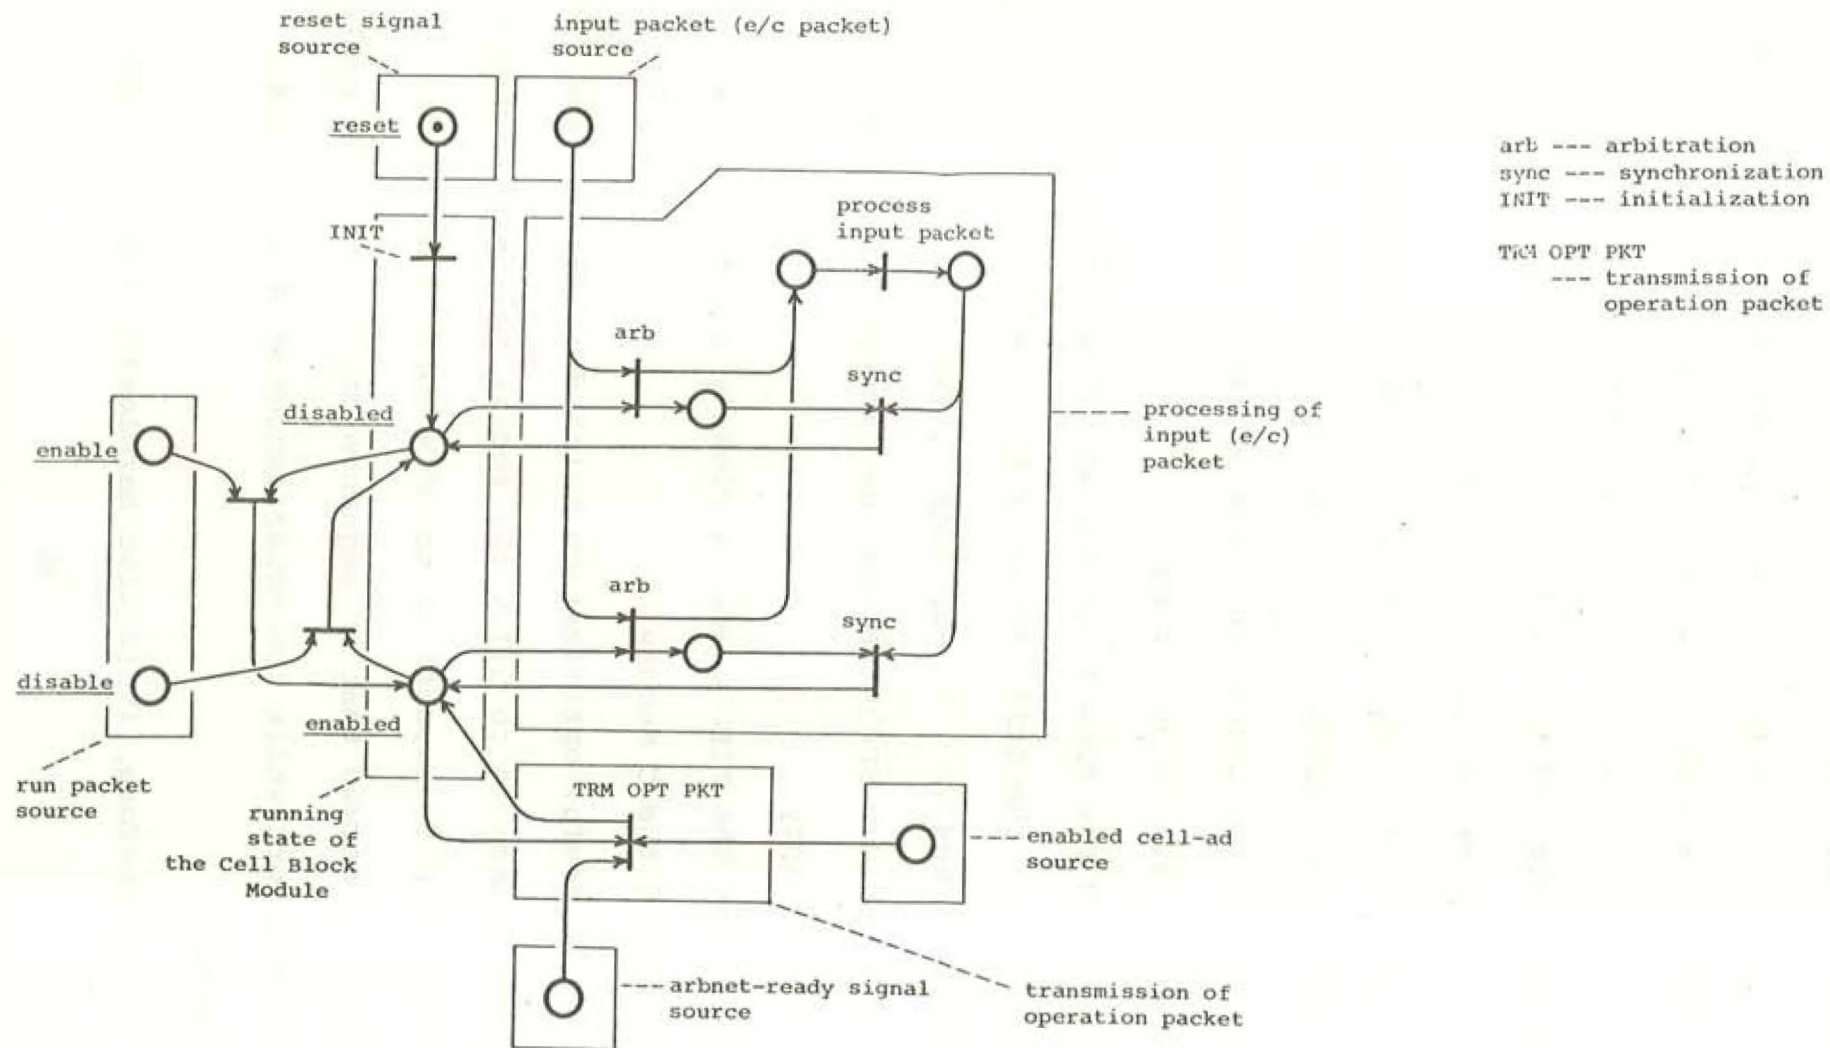 reset signal
source
input packet (e/c packet)
source
reset
arb --- arbitration
sync --- synchronization
INIT --- initialization
TRM OPT PKT
--- transmission of
operation packet
process
input packet
INIT
arb
sync
disabled
enable
processing of
input (e/c)
packet
arb
sync
disable
enabled
run packet
source
TRM OPT PKT
running
state of
the Cell Block
Module
enabled cell-ad
source
arbnet-ready signal
source
transmission of
operation packet